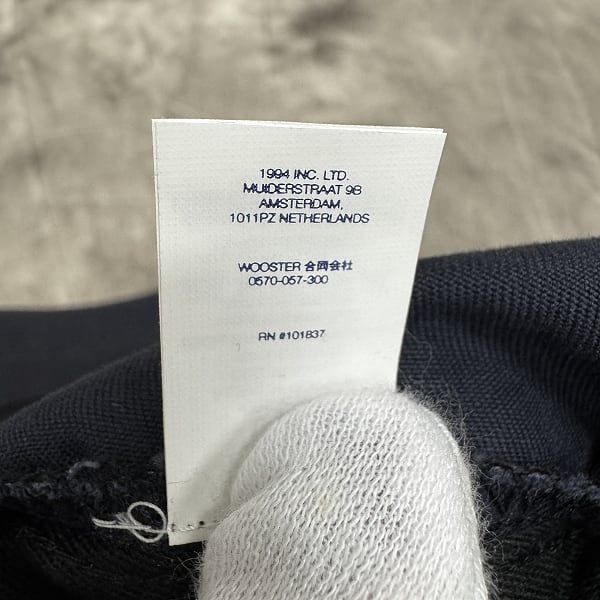 1994 INC. LTD.
MUIDERSTRAAT 9B
AMSTERDAM,
1011PZ NETHERLANDS
WOOSTER 合同会社
0570-057-300
RN #101837